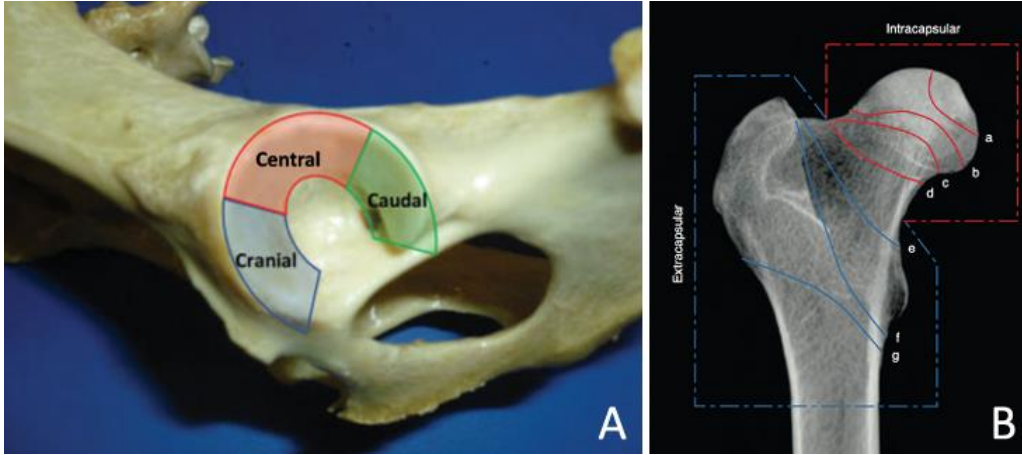 Central
Caudal
Cranial
A
Intracapsular
Extracapsular
a
b
c
d
e
f
g
B